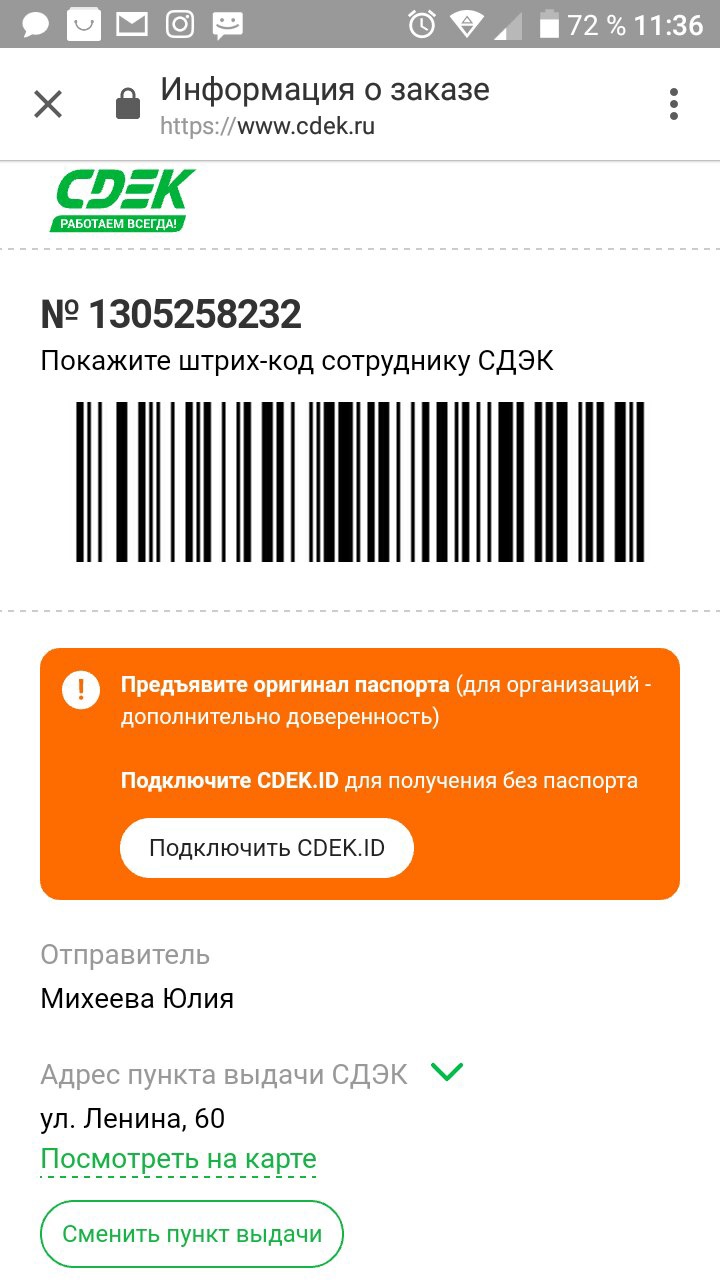 72 % 11:36
Информация о заказе
https://www.cdek.ru
CDEK
РАБОТАЕМ ВСЕГДА!
№ 1305258232
Покажите штрих-код сотруднику СДЭК
Предъявите оригинал паспорта (для организаций -
дополнительно доверенность)
Подключите CDEK.ID для получения без паспорта
Подключить CDEK.ID
Отправитель
Михеева Юлия
Адрес пункта выдачи СДЭК
ул. Ленина, 60
Посмотреть на карте
Сменить пункт выдачи